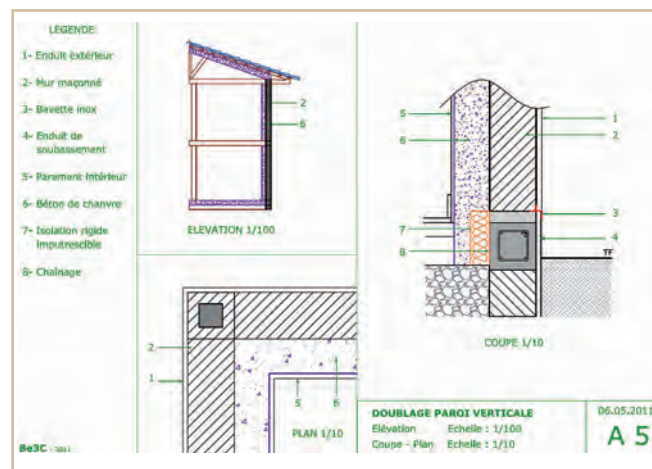 LEGENDE
1- Enduit extérieur
2- Mur maçonné
3- Bavette inox
4- Enduit de
soubassement
5- Parement intérieur
6- Béton de chanvre
7- Isolation rigide
imputrescible
8- Chaînage
Be3C - 2011
2
6
ELEVATION 1/100
2
1
5
6
PLAN 1/10
5
6
7
8
1
2
3
4
TF
COUPE 1/10
DOUBLAGE PAROI VERTICALE
Elévation Echelle : 1/100
Coupe - Plan Echelle : 1/10
06.05.2011
A 5